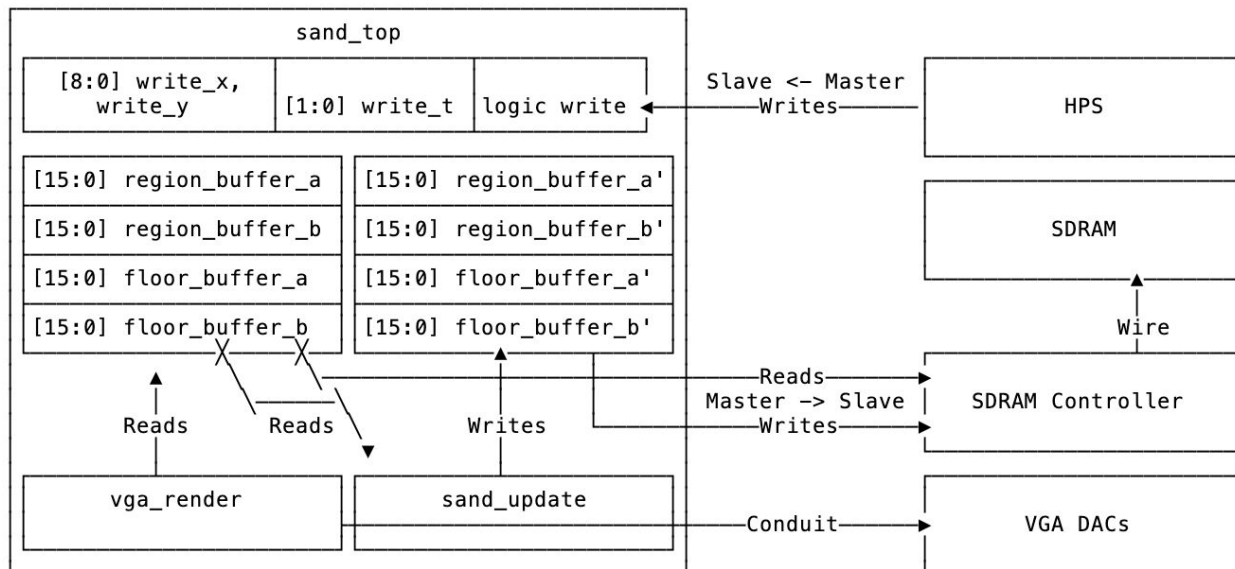 sand_top
[8:0] write_x,
write_y
[1:0] write_t
logic write
Slave <- Master
Writes
HPS
[15:0] region_buffer_a
[15:0] region_buffer_a'
[15:0] region_buffer_b
[15:0] region_buffer_b'
SDRAM
[15:0] floor_buffer_a
[15:0] floor_buffer_a'
[15:0] floor_buffer_b
[15:0] floor_buffer_b'
Wire
Reads
Master -> Slave
Writes
SDRAM Controller
Reads
Reads
Writes
vga_render
sand_update
Conduit
VGA DACs